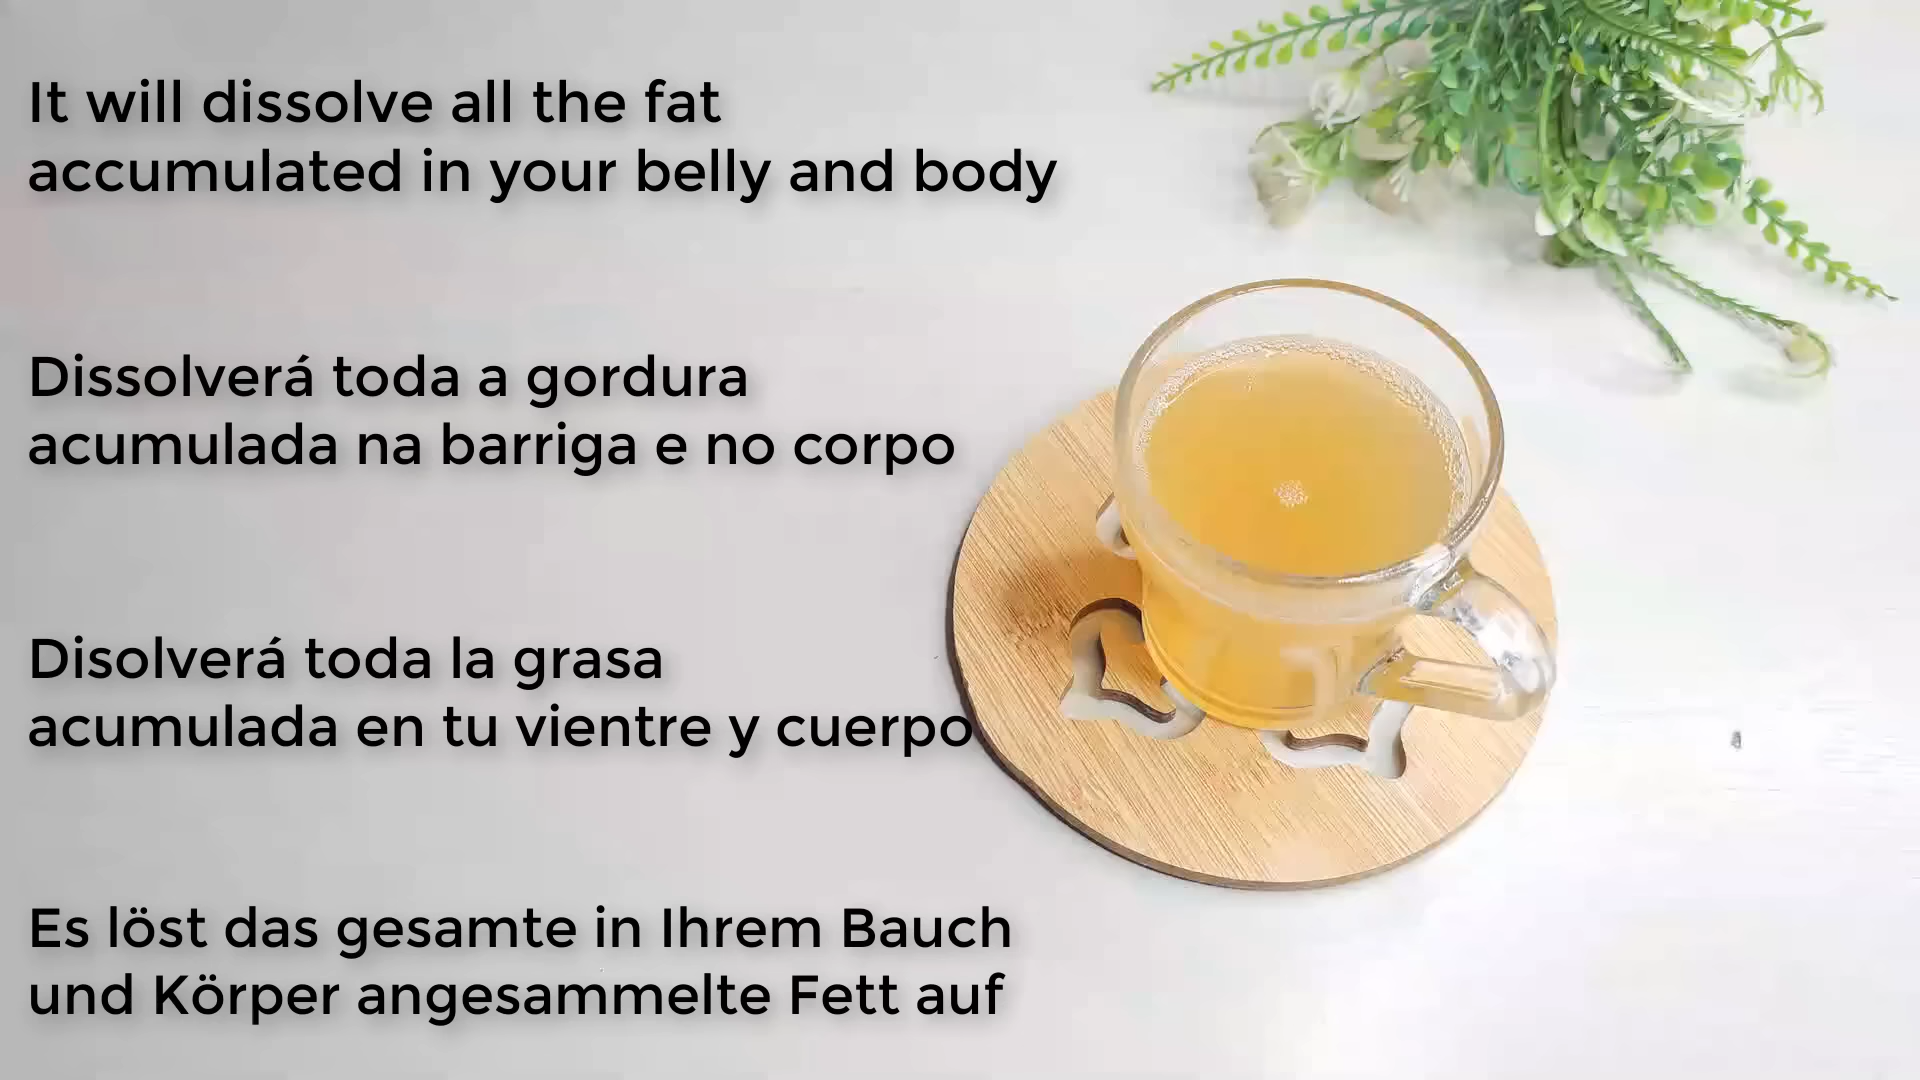 It will dissolve all the fat
accumulated in your belly and body
Dissolverá toda a gordura
acumulada na barriga e no corpo
Disolverá toda la grasa
acumulada en tu vientre y cuerpo
Es löst das gesamte in Ihrem Bauch
und Körper angesammelte Fett auf